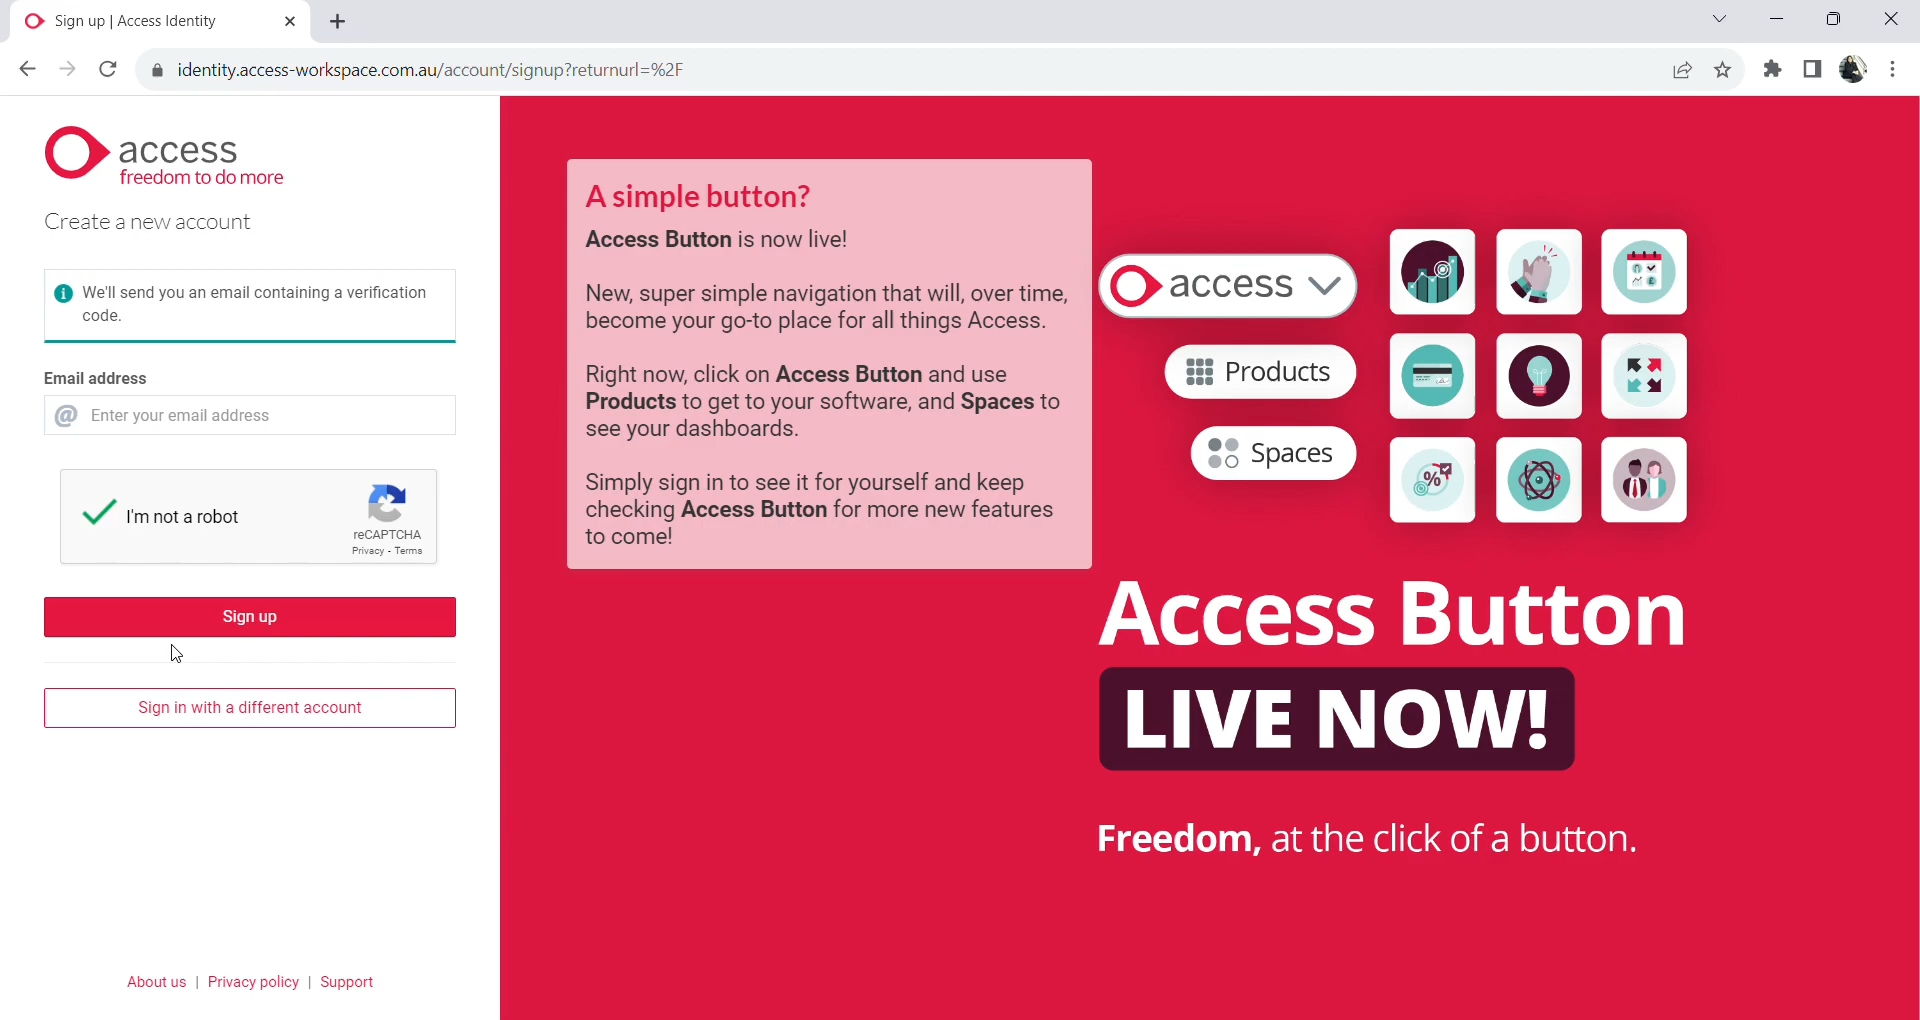 Sign up | Access Identity
identity.access-workspace.com.au/account/signup?returnurl=%2F
access
freedom to do more
Create a new account
We'll send you an email containing a verification
code.
Email address
@ Enter your email address
I'm not a robot
reCAPTCHA
Privacy - Terms
Sign up
Sign in with a different account
About us | Privacy policy | Support
A simple button?
Access Button is now live!
New, super simple navigation that will, over time,
become your go-to place for all things Access.
Right now, click on Access Button and use
Products to get to your software, and Spaces to
see your dashboards.
Simply sign in to see it for yourself and keep
checking Access Button for more new features
to come!
access
Products
Spaces
%
Access Button
LIVE NOW!
Freedom, at the click of a button.